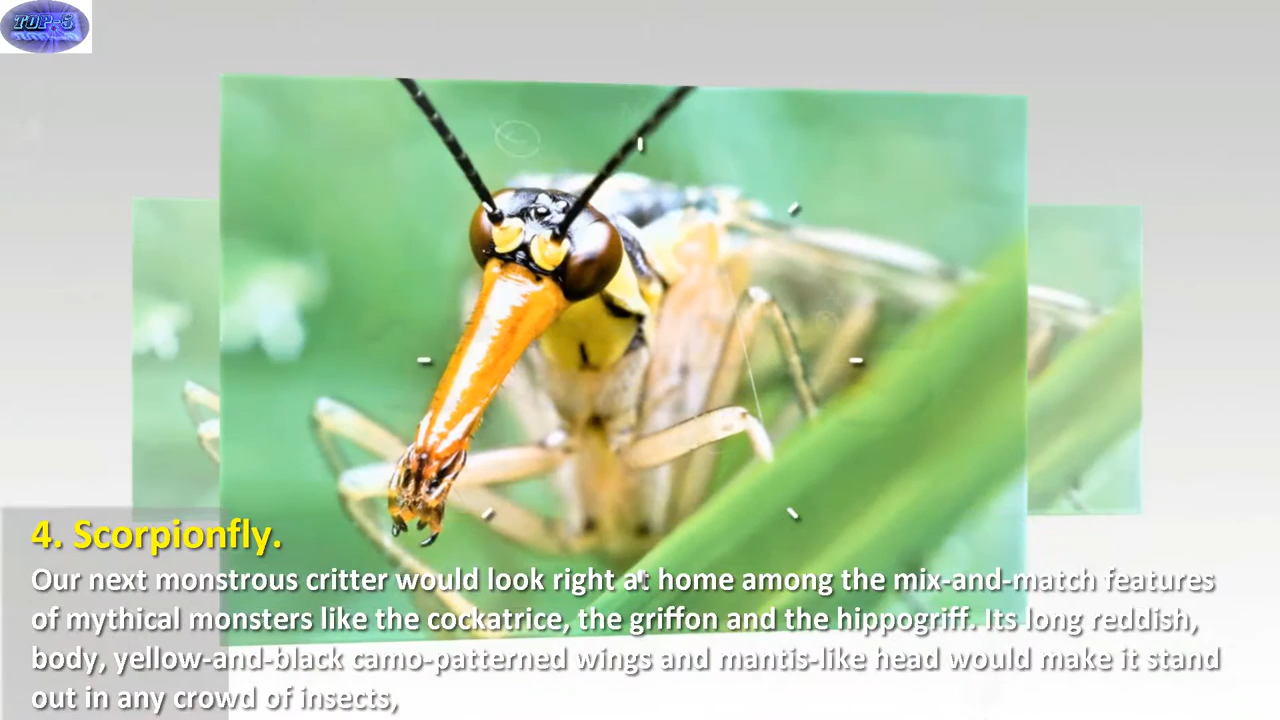 TOP-5
4. Scorpionfly.
Our next monstrous critter would look right at home among the mix-and-match features
of mythical monsters like the cockatrice, the griffon and the hippogriff. Its long reddish,
body, yellow-and-black camo-patterned wings and mantis-like head would make it stand
out in any crowd of insects,